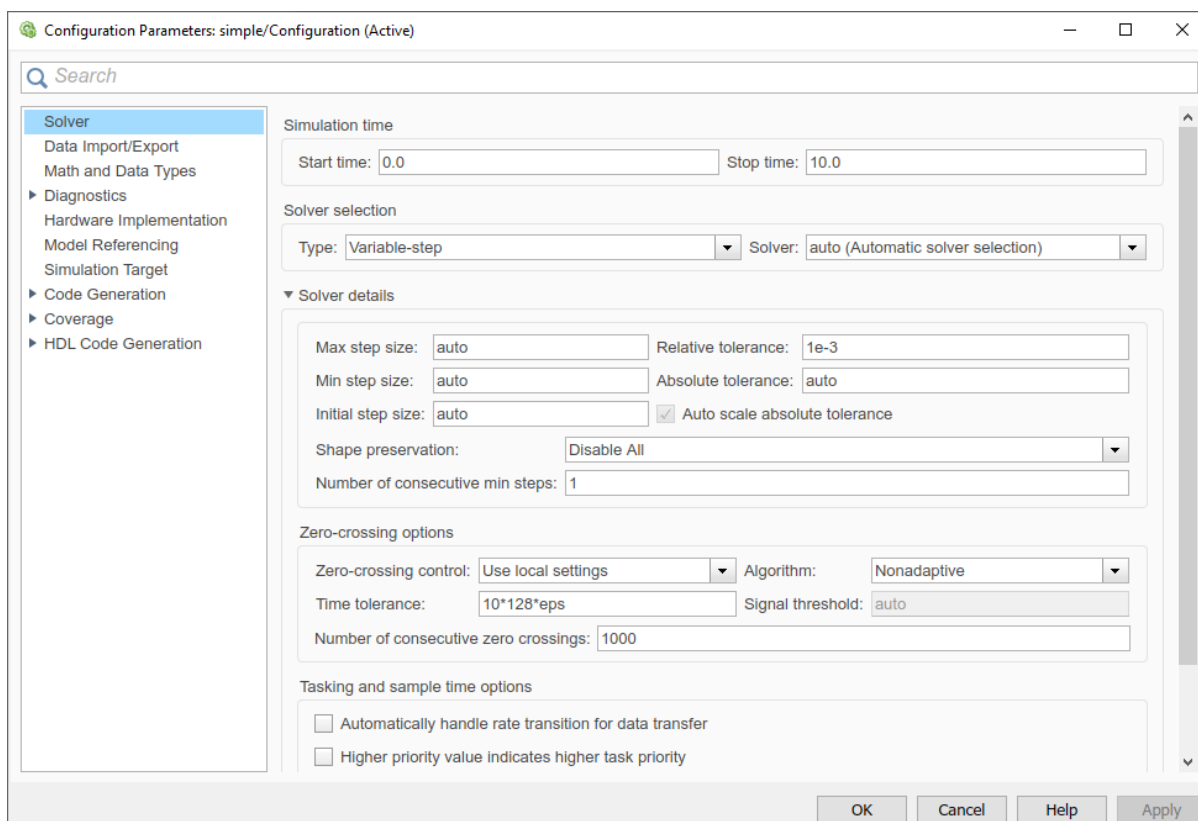 Configuration Parameters: simple/Configuration (Active)
Search
Solver
Data Import/Export
Math and Data Types
Diagnostics
Hardware Implementation
Model Referencing
Simulation Target
Code Generation
Coverage
HDL Code Generation
Simulation time
Start time: 0.0 Stop time: 10.0
Solver selection
Type: Variable-step Solver: auto (Automatic solver selection)
Solver details
Max step size: auto Relative tolerance: 1e-3
Min step size: auto Absolute tolerance: auto
Initial step size: auto Auto scale absolute tolerance
Shape preservation: Disable All
Number of consecutive min steps: 1
Zero-crossing options
Zero-crossing control: Use local settings Algorithm: Nonadaptive
Time tolerance: 10*128*eps Signal threshold: auto
Number of consecutive zero crossings: 1000
Tasking and sample time options
Automatically handle rate transition for data transfer
Higher priority value indicates higher task priority
OK Cancel Help Apply